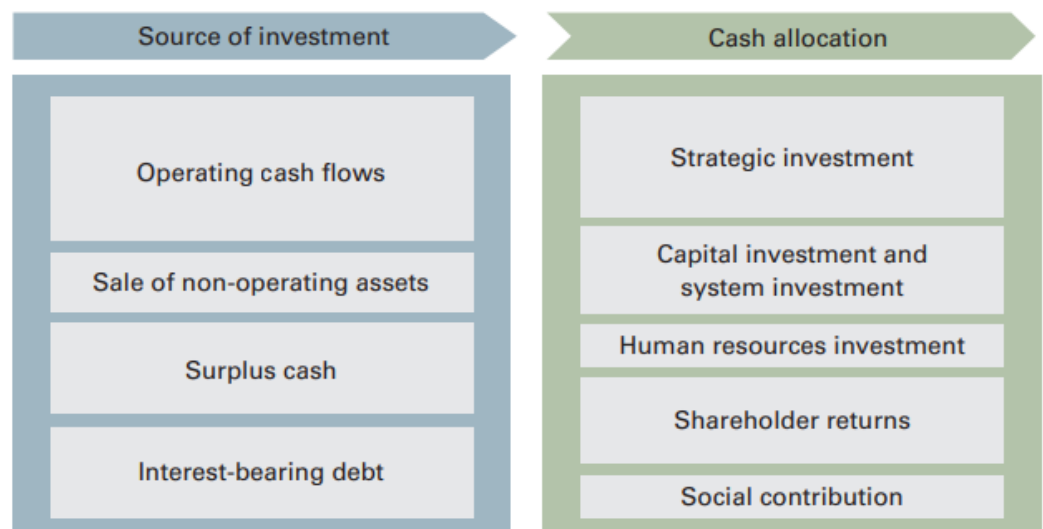 Source of investment
Operating cash flows
Sale of non-operating assets
Surplus cash
Interest-bearing debt
Cash allocation
Strategic investment
Capital investment and
system investment
Human resources investment
Shareholder returns
Social contribution